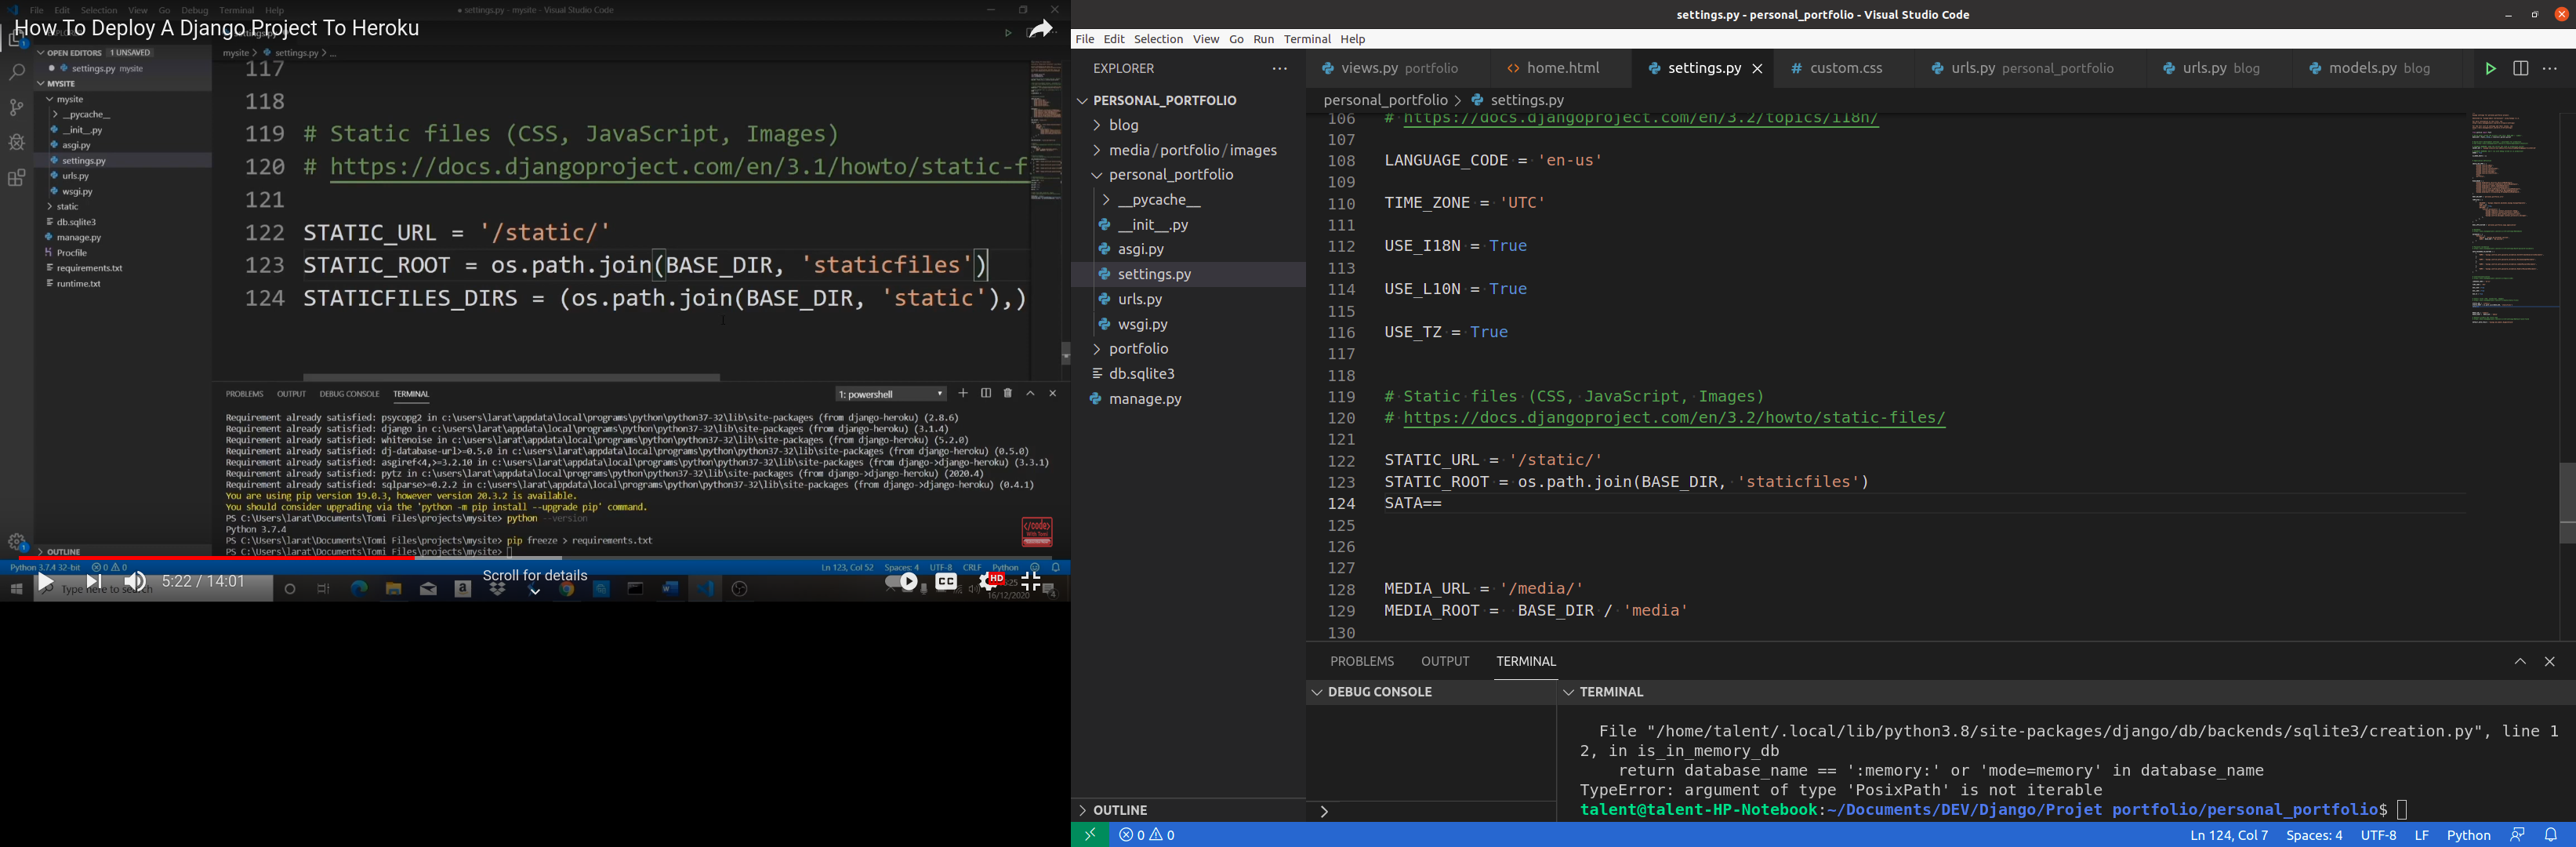 How To Deploy A Django Project To Heroku
File Edit Selection View Go Debug Terminal Help
● settings.py - mysite - Visual Studio Code
OPEN EDITORS 1 UNSAVED
● settings.py mysite
MYSITE
mysite
__pycache__
__init__.py
asgi.py
settings.py
urls.py
wsgi.py
static
db.sqlite3
manage.py
Procfile
requirements.txt
runtime.txt
OUTLINE
mysite > settings.py > ...
117
118
119 # Static files (CSS, JavaScript, Images)
120 # https://docs.djangoproject.com/en/3.1/howto/static-f
121
122 STATIC_URL = '/static/'
123 STATIC_ROOT = os.path.join(BASE_DIR, 'staticfiles')
124 STATICFILES_DIRS = (os.path.join(BASE_DIR, 'static'),)
PROBLEMS OUTPUT DEBUG CONSOLE TERMINAL
1: powershell
Requirement already satisfied: psycopg2 in c:\users\larat\appdata\local\programs\python\python37-32\lib\site-packages (from django-heroku) (2.8.6)
Requirement already satisfied: django in c:\users\larat\appdata\local\programs\python\python37-32\lib\site-packages (from django-heroku) (3.1.4)
Requirement already satisfied: whitenoise in c:\users\larat\appdata\local\programs\python\python37-32\lib\site-packages (from django-heroku) (5.2.0)
Requirement already satisfied: dj-database-url>=0.5.0 in c:\users\larat\appdata\local\programs\python\python37-32\lib\site-packages (from django-heroku) (0.5.0)
Requirement already satisfied: asgiref<4,>=3.2.10 in c:\users\larat\appdata\local\programs\python\python37-32\lib\site-packages (from django->django-heroku) (3.3.1)
Requirement already satisfied: pytz in c:\users\larat\appdata\local\programs\python\python37-32\lib\site-packages (from django->django-heroku) (2020.4)
Requirement already satisfied: sqlparse>=0.2.2 in c:\users\larat\appdata\local\programs\python\python37-32\lib\site-packages (from django->django-heroku) (0.4.1)
You are using pip version 19.0.3, however version 20.3.2 is available.
You should consider upgrading via the 'python -m pip install --upgrade pip' command.
PS C:\Users\larat\Documents\Tomi Files\projects\mysite> python --version
Python 3.7.4
PS C:\Users\larat\Documents\Tomi Files\projects\mysite> pip freeze > requirements.txt
PS C:\Users\larat\Documents\Tomi Files\projects\mysite>
</code>
With Tomi
Python 3.7.4 32-bit 0 0
Ln 123, Col 52 Spaces: 4 UTF-8 CRLF Python
5:22 / 14:01
Scroll for details
CC
HD
Type here to search
16/12/2020
settings.py - personal_portfolio - Visual Studio Code
File Edit Selection View Go Run Terminal Help
EXPLORER
PERSONAL_PORTFOLIO
blog
media/portfolio/images
personal_portfolio
__pycache__
__init__.py
asgi.py
settings.py
urls.py
wsgi.py
portfolio
db.sqlite3
manage.py
OUTLINE
views.py portfolio
home.html
settings.py
custom.css
urls.py personal_portfolio
urls.py blog
models.py blog
personal_portfolio > settings.py
106 # https://docs.djangoproject.com/en/3.2/topics/i18n/
107
108 LANGUAGE_CODE = 'en-us'
109
110 TIME_ZONE = 'UTC'
111
112 USE_I18N = True
113
114 USE_L10N = True
115
116 USE_TZ = True
117
118
119 # Static files (CSS, JavaScript, Images)
120 # https://docs.djangoproject.com/en/3.2/howto/static-files/
121
122 STATIC_URL = '/static/'
123 STATIC_ROOT = os.path.join(BASE_DIR, 'staticfiles')
124 SATA==
125
126
127
128 MEDIA_URL = '/media/'
129 MEDIA_ROOT = BASE_DIR / 'media'
130
PROBLEMS OUTPUT TERMINAL
DEBUG CONSOLE
TERMINAL
File "/home/talent/.local/lib/python3.8/site-packages/django/db/backends/sqlite3/creation.py", line 1
2, in is_in_memory_db
return database_name == ':memory:' or 'mode=memory' in database_name
TypeError: argument of type 'PosixPath' is not iterable
talent@talent-HP-Notebook:~/Documents/DEV/Django/Projet portfolio/personal_portfolio$
0 0
Ln 124, Col 7 Spaces: 4 UTF-8 LF Python